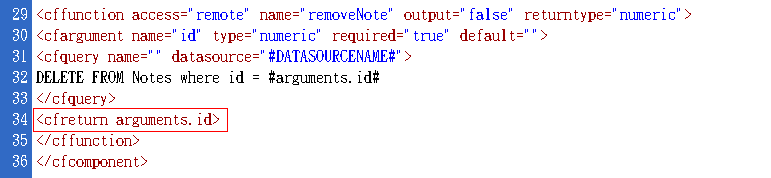 29 <cffunction access="remote" name="removeNote" output="false" returntype="numeric">
30 <cfargument name="id" type="numeric" required="true" default="">
31 <cfquery name="" datasource="#DATASOURCENAME#">
32 DELETE FROM Notes where id = #arguments.id#
33 </cfquery>
34 <cfreturn arguments.id>
35 </cffunction>
36 </cfcomponent>